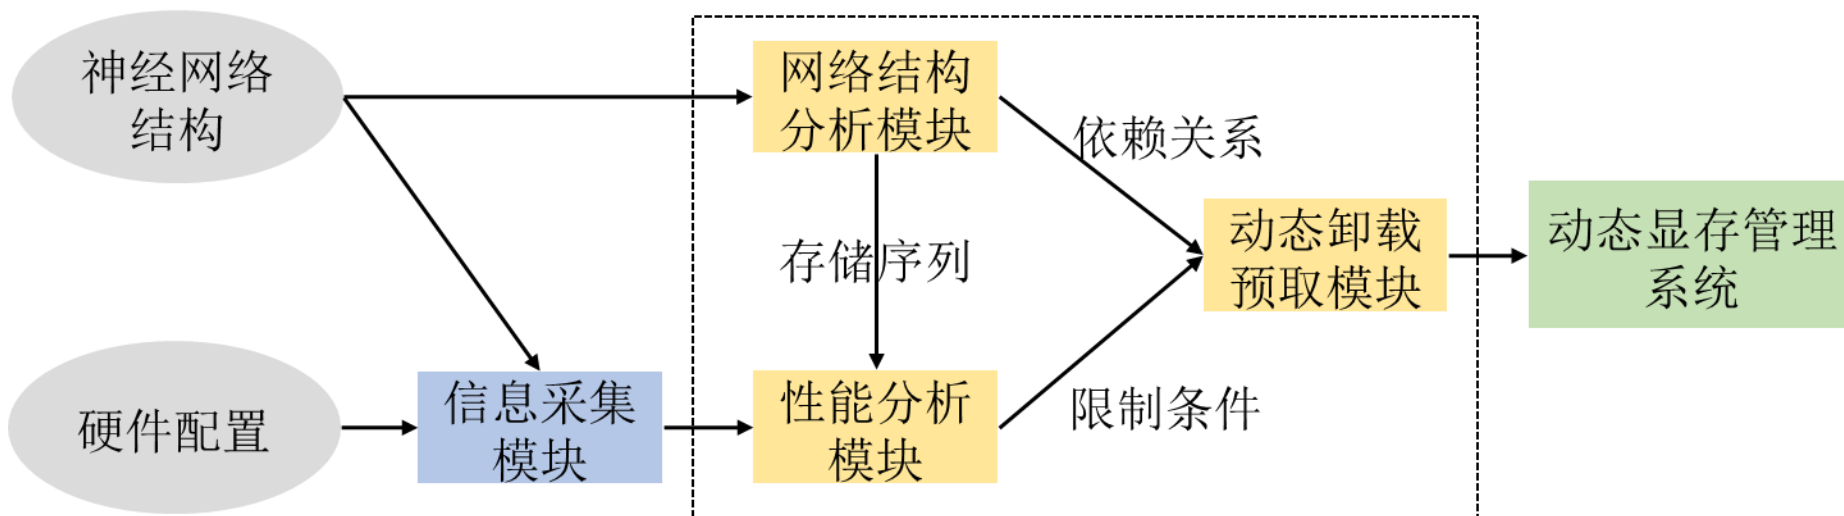 神经网络
结构
网络结构
分析模块
依赖关系
动态卸载
预取模块
动态显存管理
系统
存储序列
硬件配置
信息采集
模块
性能分析
模块
限制条件